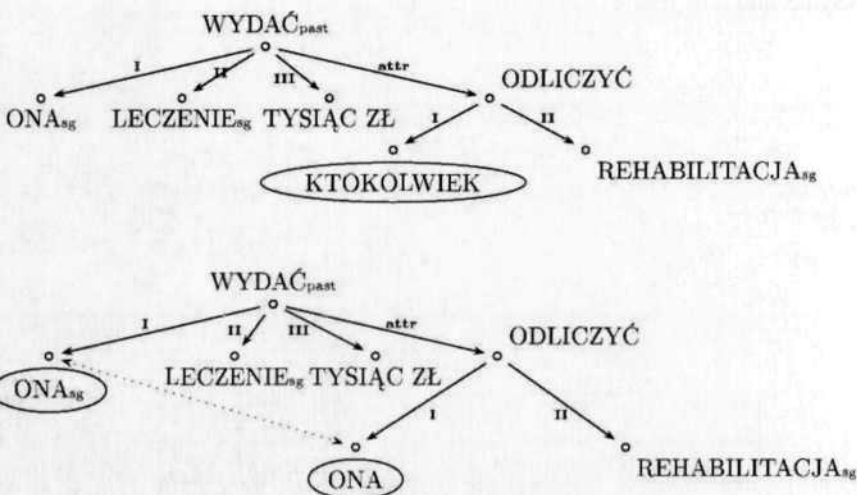 WYDAĆpast
I II III attr
ODLICZYĆ
ONAsg LECZENIEsg TYSIĄC ZŁ
I II
KTOKOLWIEK
REHABILITACJAsg
WYDAĆpast
I II III attr
ODLICZYĆ
ONAsg LECZENIEsg TYSIĄC ZŁ
I II
ONA
REHABILITACJAsg